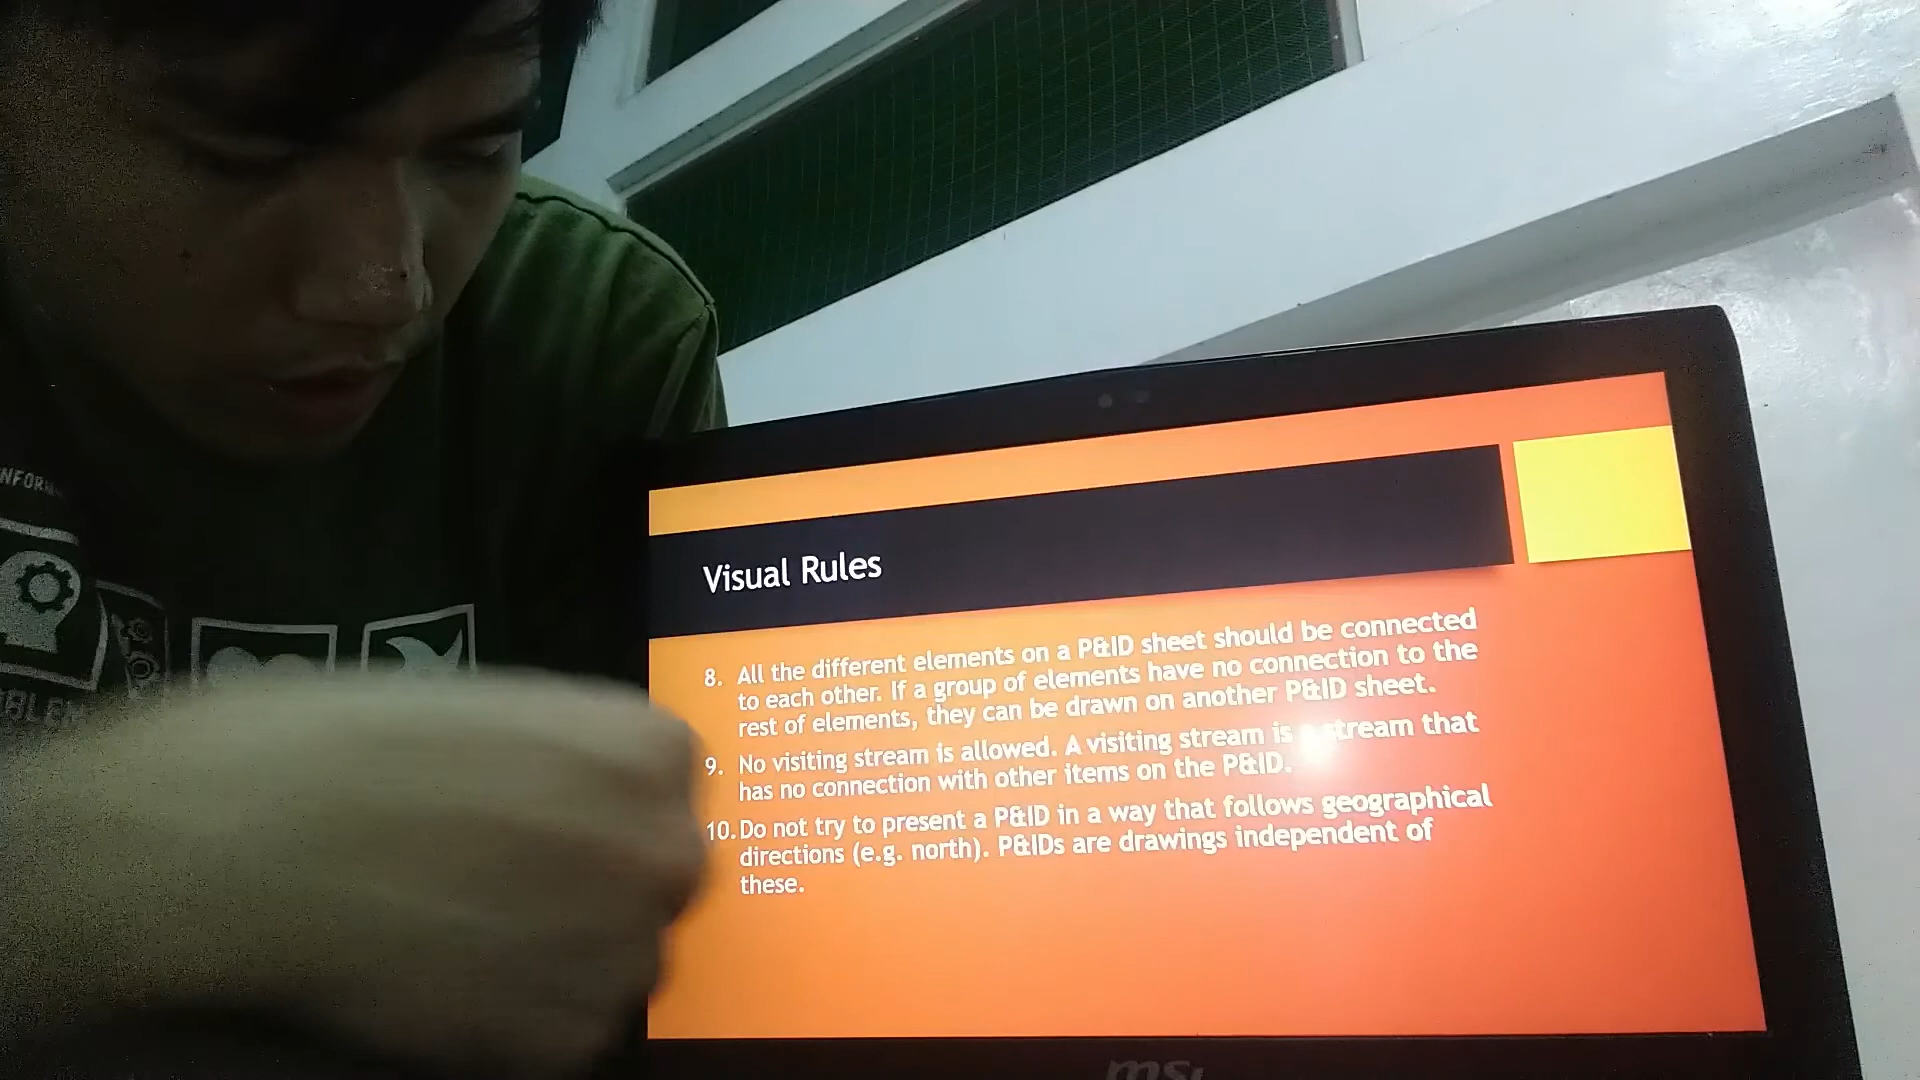 INFORM
OBLEM
Visual Rules
8. All the different elements on a P&ID sheet should be connected
to each other. If a group of elements have no connection to the
rest of elements, they can be drawn on another P&ID sheet.
9. No visiting stream is allowed. A visiting stream is a stream that
has no connection with other items on the P&ID.
10. Do not try to present a P&ID in a way that follows geographical
directions (e.g. north). P&IDs are drawings independent of
these.
msi